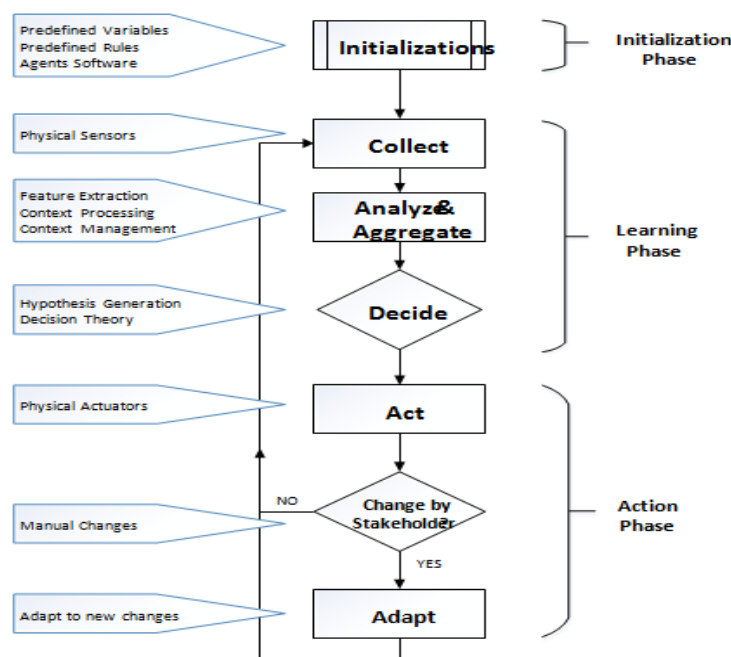 Predefined Variables
Predefined Rules
Agents Software
Initializations
Initialization
Phase
Physical Sensors
Collect
Feature Extraction
Context Processing
Context Management
Analyze&
Aggregate
Learning
Phase
Hypothesis Generation
Decision Theory
Decide
Physical Actuators
Act
NO
Change by
Stakeholder?
Action
Phase
Manual Changes
YES
Adapt to new changes
Adapt